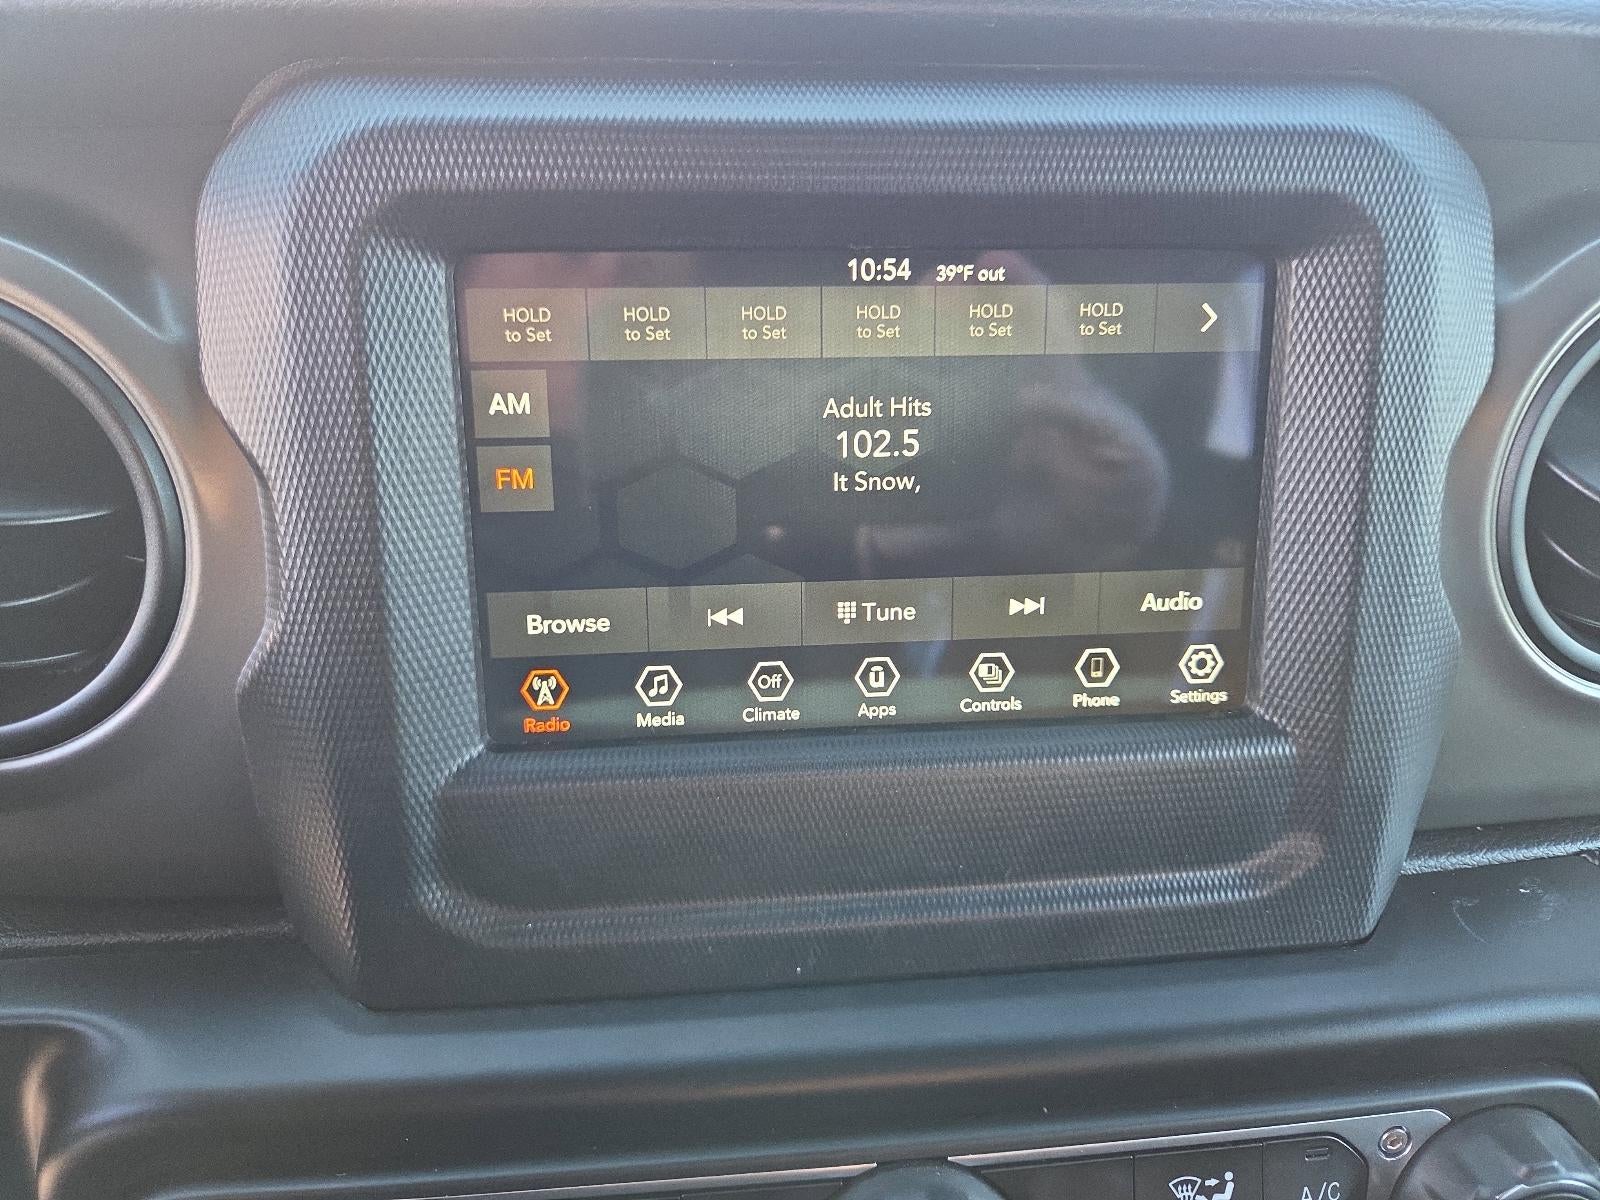 10:54 39°F out
HOLD to Set
HOLD to Set
HOLD to Set
HOLD to Set
HOLD to Set
HOLD to Set
AM
FM
Adult Hits
102.5
It Snow,
Browse Tune Audio
Off
Radio Media Climate Apps Controls Phone Settings
A/C